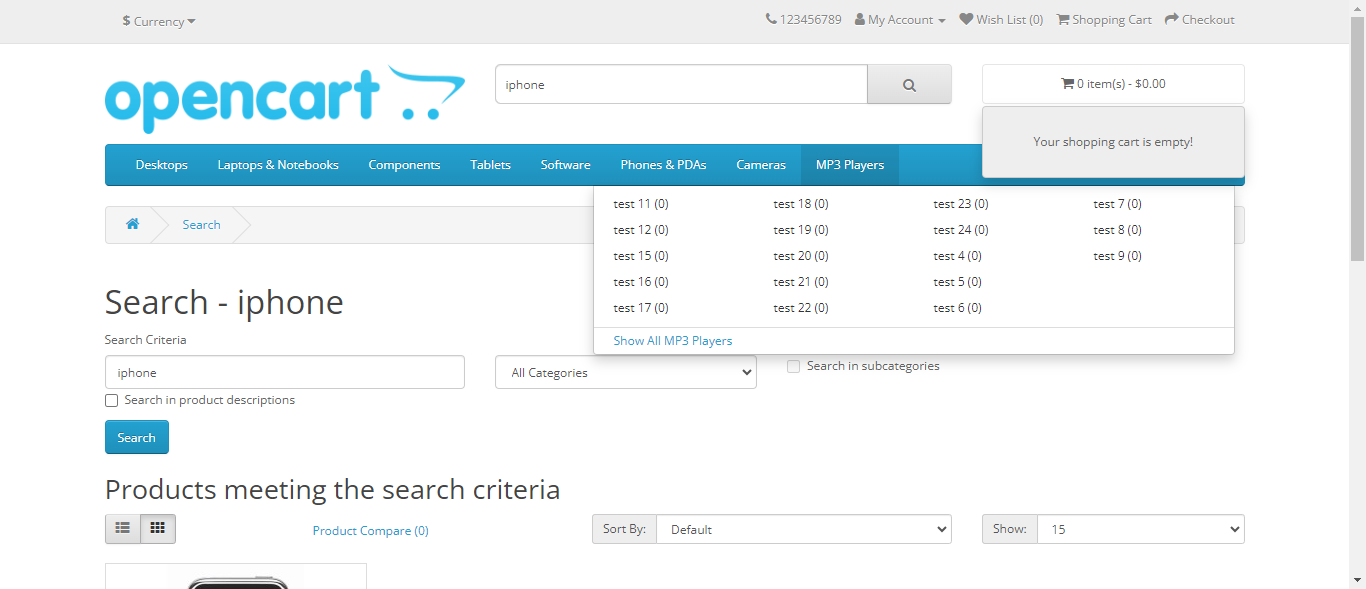 $ Currency
123456789 My Account Wish List (0) Shopping Cart Checkout
opencart
iphone
0 item(s) - $0.00
Your shopping cart is empty!
Desktops Laptops & Notebooks Components Tablets Software Phones & PDAs Cameras MP3 Players
test 11 (0) test 18 (0) test 23 (0) test 7 (0)
test 12 (0) test 19 (0) test 24 (0) test 8 (0)
test 15 (0) test 20 (0) test 4 (0) test 9 (0)
test 16 (0) test 21 (0) test 5 (0)
test 17 (0) test 22 (0) test 6 (0)
Show All MP3 Players
Search
Search - iphone
Search Criteria
iphone
All Categories
Search in subcategories
Search in product descriptions
Search
Products meeting the search criteria
Product Compare (0)
Sort By: Default
Show: 15